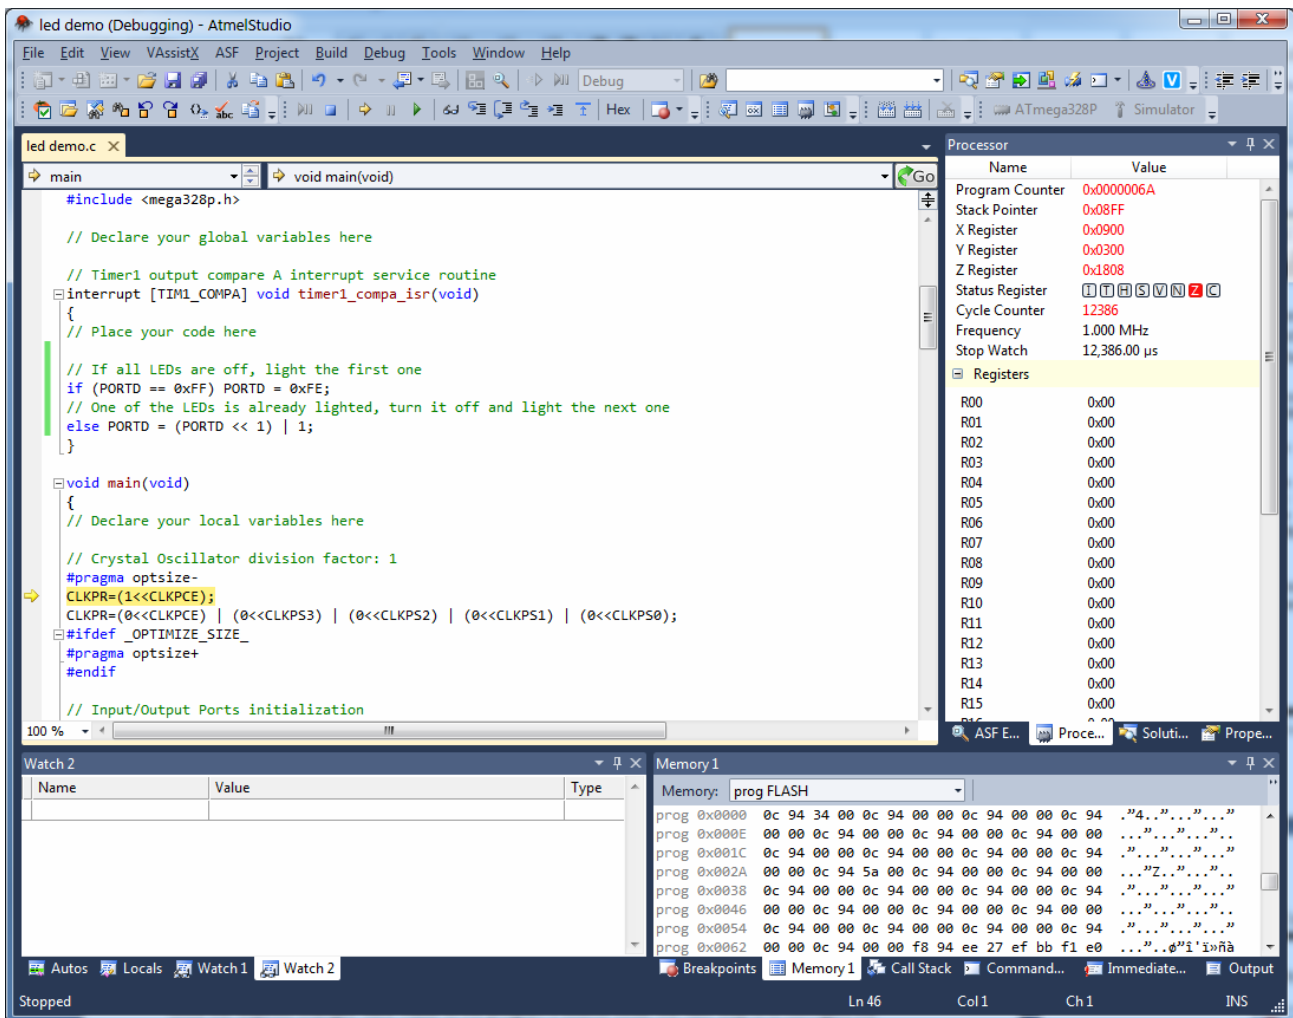 led demo (Debugging) - AtmelStudio
File Edit View VAssistX ASF Project Build Debug Tools Window Help
Debug
Hex ATmega328P Simulator
led demo.c
main void main(void) Go
#include <mega328p.h>
// Declare your global variables here
// Timer1 output compare A interrupt service routine
interrupt [TIM1_COMPA] void timer1_compa_isr(void)
{
// Place your code here
// If all LEDs are off, light the first one
if (PORTD == 0xFF) PORTD = 0xFE;
// One of the LEDs is already lighted, turn it off and light the next one
else PORTD = (PORTD << 1) | 1;
}
void main(void)
{
// Declare your local variables here
// Crystal Oscillator division factor: 1
#pragma optsize-
CLKPR=(1<<CLKPCE);
CLKPR=(0<<CLKPCE) | (0<<CLKPS3) | (0<<CLKPS2) | (0<<CLKPS1) | (0<<CLKPS0);
#ifdef _OPTIMIZE_SIZE_
#pragma optsize+
#endif
// Input/Output Ports initialization
100 %
Processor
Name Value
Program Counter 0x0000006A
Stack Pointer 0x08FF
X Register 0x0900
Y Register 0x0300
Z Register 0x1808
Status Register I T H S V N Z C
Cycle Counter 12386
Frequency 1.000 MHz
Stop Watch 12,386.00 µs
Registers
R00 0x00
R01 0x00
R02 0x00
R03 0x00
R04 0x00
R05 0x00
R06 0x00
R07 0x00
R08 0x00
R09 0x00
R10 0x00
R11 0x00
R12 0x00
R13 0x00
R14 0x00
R15 0x00
ASF E... Proce... Soluti... Prope...
Watch 2
Name Value Type
Autos Locals Watch 1 Watch 2
Memory 1
Memory: prog FLASH
prog 0x0000 0c 94 34 00 0c 94 00 00 0c 94 00 00 0c 94 .”4..”...”...”
prog 0x000E 00 00 0c 94 00 00 0c 94 00 00 0c 94 00 00 ...”...”...”..
prog 0x001C 0c 94 00 00 0c 94 00 00 0c 94 00 00 0c 94 .”...”...”...”
prog 0x002A 00 00 0c 94 5a 00 0c 94 00 00 0c 94 00 00 ...”Z..”...”..
prog 0x0038 0c 94 00 00 0c 94 00 00 0c 94 00 00 0c 94 .”...”...”...”
prog 0x0046 00 00 0c 94 00 00 0c 94 00 00 0c 94 00 00 ...”...”...”..
prog 0x0054 0c 94 00 00 0c 94 00 00 0c 94 00 00 0c 94 .”...”...”...”
prog 0x0062 00 00 0c 94 00 00 f8 94 ee 27 ef bb f1 e0 ...”..ø”î'ï»ñà
Breakpoints Memory 1 Call Stack Command... Immediate... Output
Stopped Ln 46 Col 1 Ch 1 INS